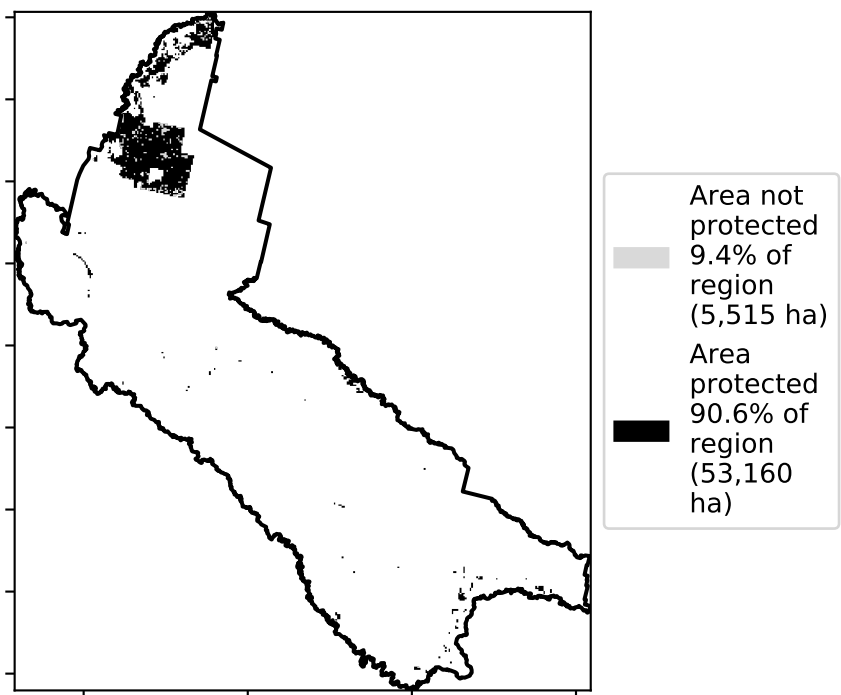 Area not
protected
9.4% of
region
(5,515 ha)
Area
protected
90.6% of
region
(53,160
ha)